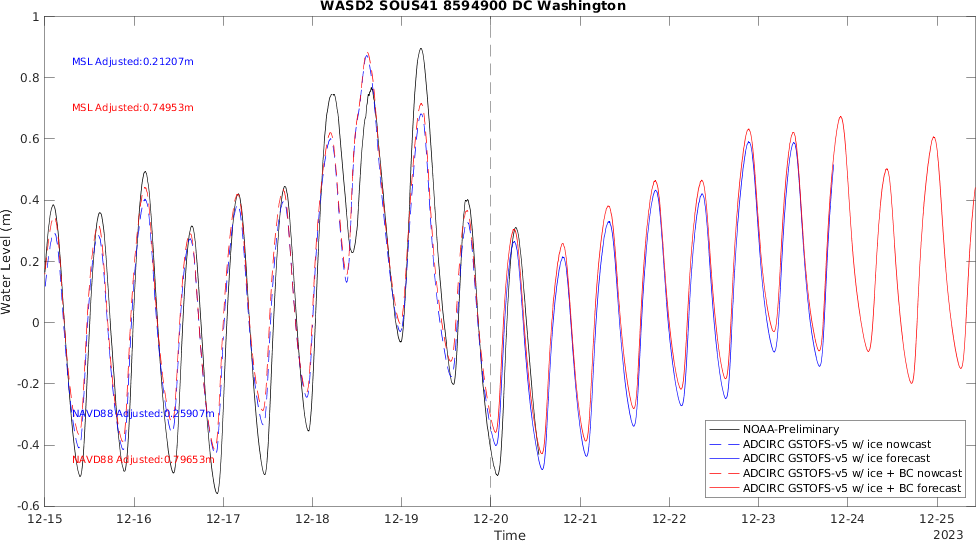 WASD2 SOUS41 8594900 DC Washington
1
0.8
0.6
0.4
0.2
0
-0.2
-0.4
-0.6
Water Level (m)
MSL Adjusted:0.21207m
MSL Adjusted:0.74953m
NAVD88 Adjusted:0.25907m
NAVD88 Adjusted:0.79653m
NOAA-Preliminary
ADCIRC GSTOFS-v5 w/ ice nowcast
ADCIRC GSTOFS-v5 w/ ice forecast
ADCIRC GSTOFS-v5 w/ ice + BC nowcast
ADCIRC GSTOFS-v5 w/ ice + BC forecast
12-15 12-16 12-17 12-18 12-19 12-20 12-21 12-22 12-23 12-24 12-25
Time
2023